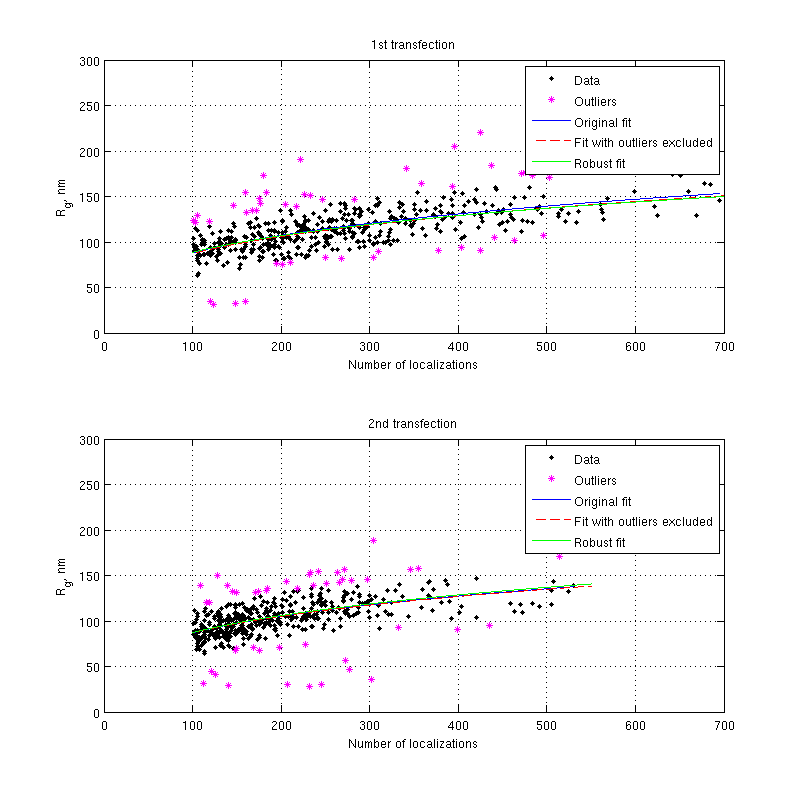 1st transfection
300
250
200
150
100
50
0
Rg, nm
0 100 200 300 400 500 600 700
Number of localizations
Data
Outliers
Original fit
Fit with outliers excluded
Robust fit
2nd transfection
300
250
200
150
100
50
0
Rg, nm
0 100 200 300 400 500 600 700
Number of localizations
Data
Outliers
Original fit
Fit with outliers excluded
Robust fit